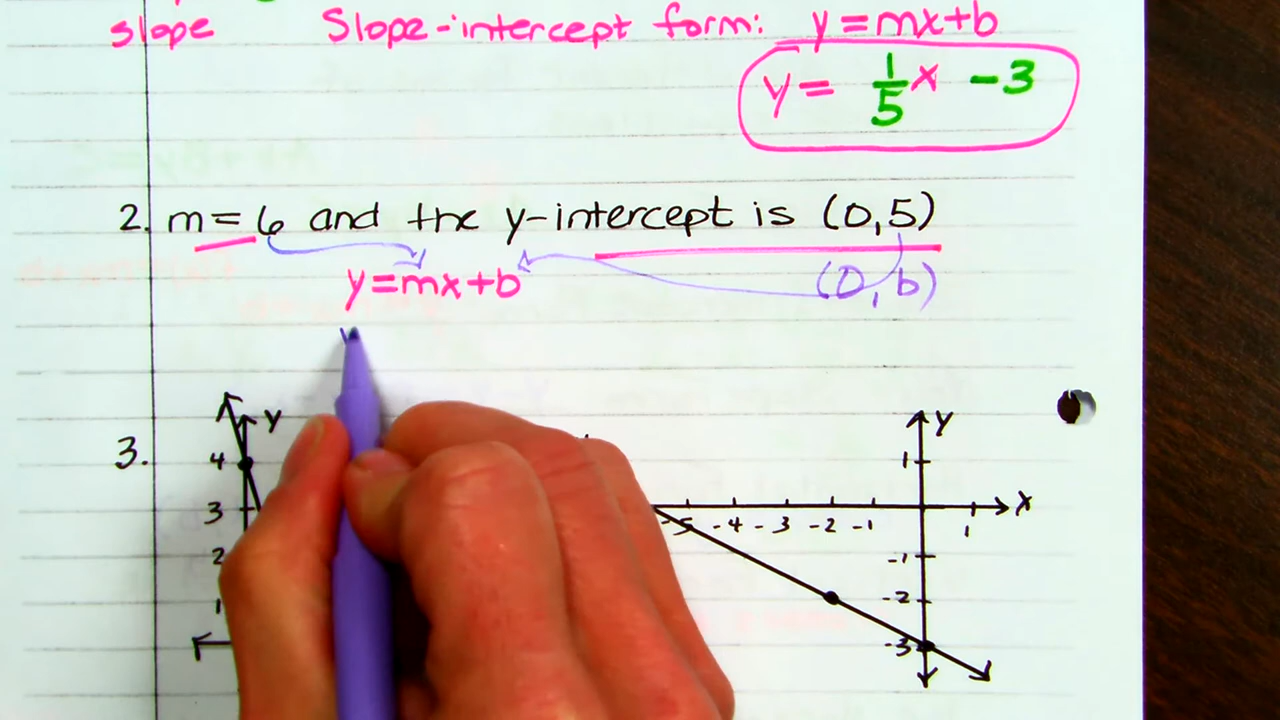 slope Slope-intercept form: y=mx+b
y= 1/5 x -3
2. m=6 and the y-intercept is (0,5)
y=mx+b (0,b)
y
3. y y
4 1
3 -5 -4 -3 -2 -1 1 x
2 -1
1 -2
-3